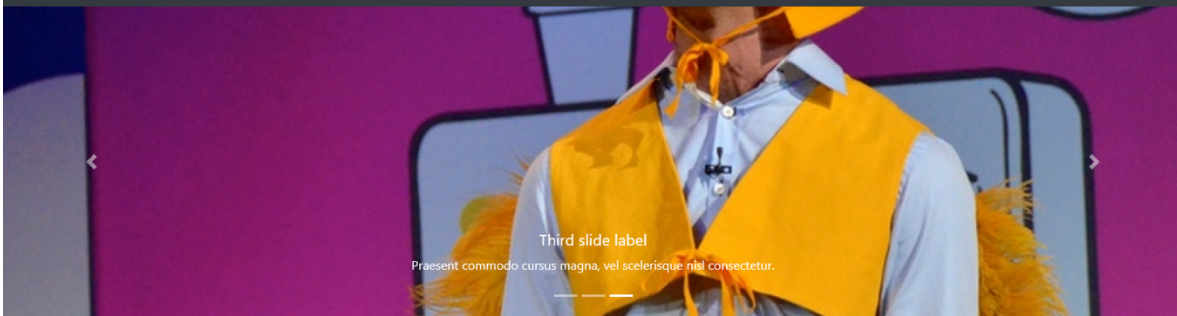 Third slide label
Praesent commodo cursus magna, vel scelerisque nisl consectetur.